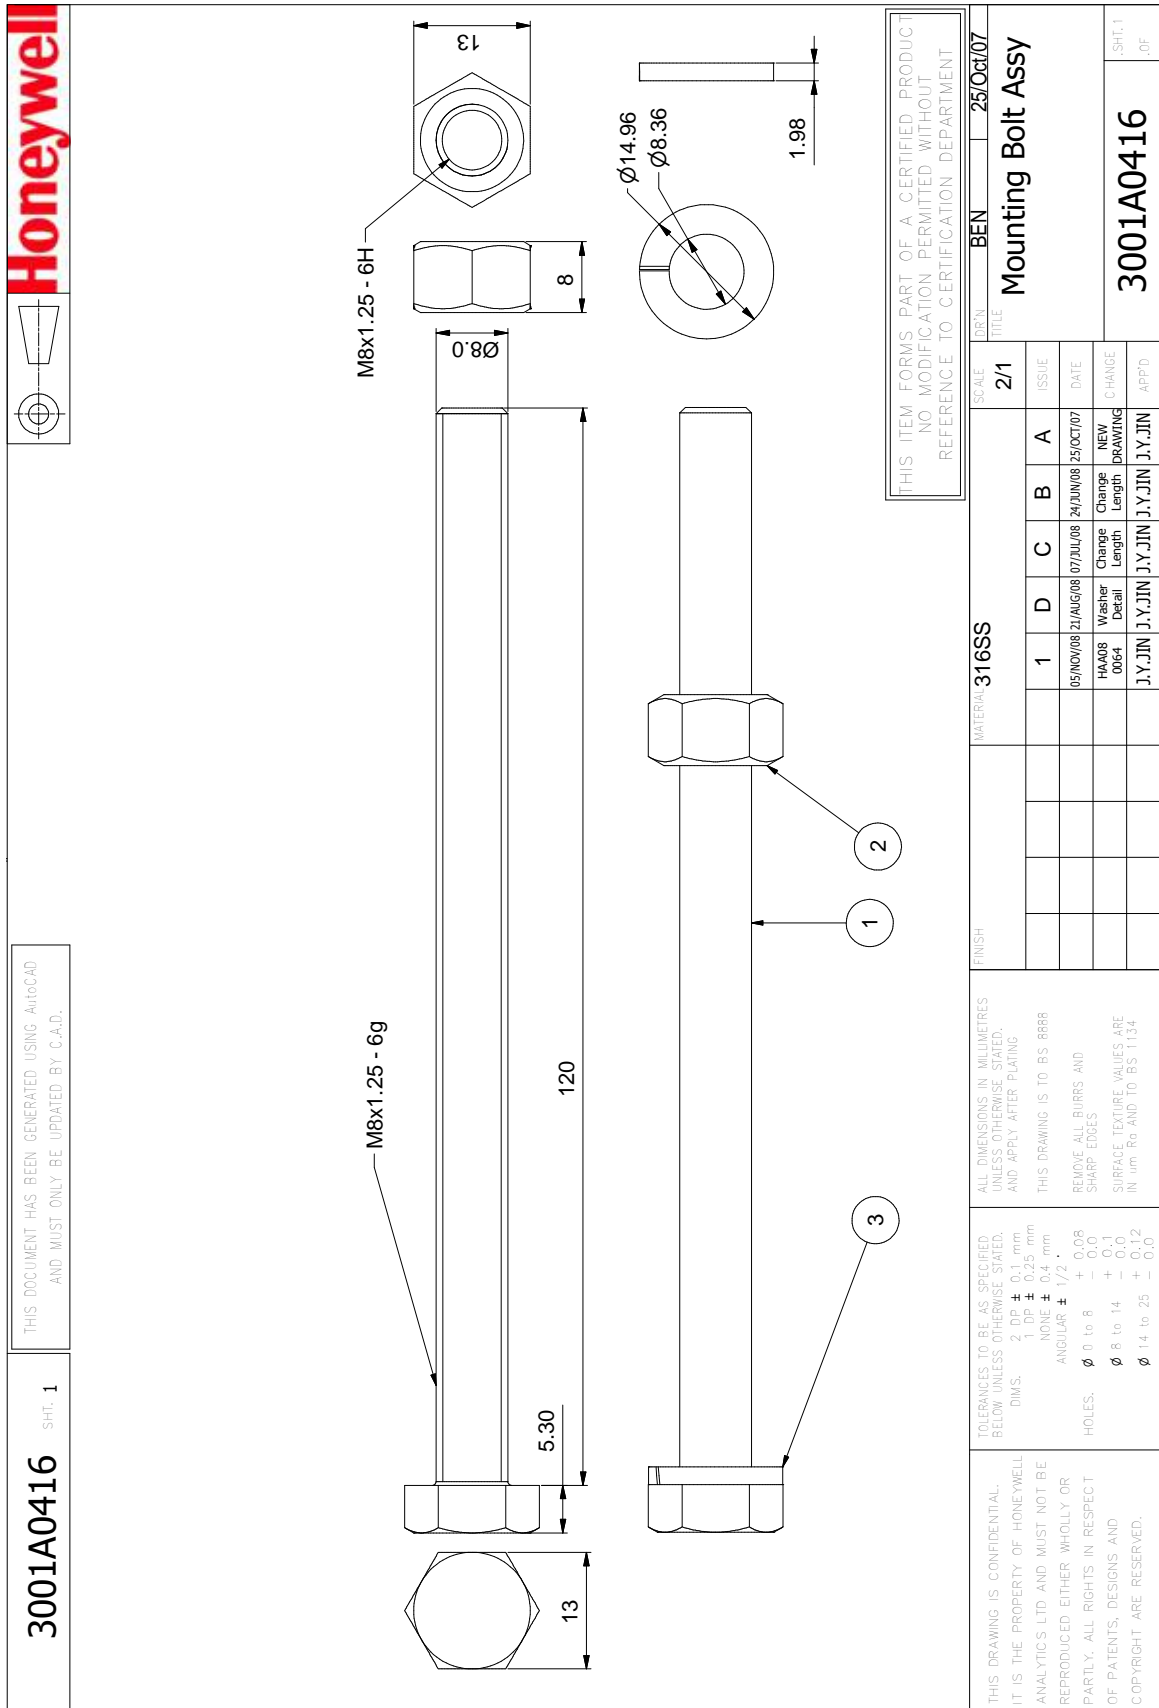 3001A0416 SHT. 1
THIS DOCUMENT HAS BEEN GENERATED USING AutoCAD
AND MUST ONLY BE UPDATED BY C.A.D.
Honeywell
13
5.30
120
M8x1.25 - 6g
Ø8.0
M8x1.25 - 6H
8
13
3
1
2
Ø14.96
Ø8.36
1.98
THIS ITEM FORMS PART OF A CERTIFIED PRODUCT
NO MODIFICATION PERMITTED WITHOUT
REFERENCE TO CERTIFICATION DEPARTMENT
THIS DRAWING IS CONFIDENTIAL.
IT IS THE PROPERTY OF HONEYWELL
ANALYTICS LTD AND MUST NOT BE
REPRODUCED EITHER WHOLLY OR
PARTLY. ALL RIGHTS IN RESPECT
OF PATENTS, DESIGNS AND
COPYRIGHT ARE RESERVED.
TOLERANCES TO BE AS SPECIFIED
BELOW UNLESS OTHERWISE STATED.
DIMS. 2 DP ± 0.1 mm
1 DP ± 0.25 mm
NONE ± 0.4 mm
ANGULAR ± 1/2 °
HOLES. Ø 0 to 8 + 0.08 - 0.0
Ø 8 to 14 + 0.1 - 0.0
Ø 14 to 25 + 0.12 - 0.0
ALL DIMENSIONS IN MILLIMETRES
UNLESS OTHERWISE STATED.
AND APPLY AFTER PLATING
THIS DRAWING IS TO BS 8888
REMOVE ALL BURRS AND
SHARP EDGES
SURFACE TEXTURE VALUES ARE
IN um Ra AND TO BS 1134
FINISH
MATERIAL 316SS
SCALE 2/1
1 D C B A ISSUE
05/NOV/08 21/AUG/08 07/JUL/08 24/JUN/08 25/OCT/07 DATE
HAA08 0064 Washer Detail Change Length Change Length NEW DRAWING CHANGE
J.Y.JIN J.Y.JIN J.Y.JIN J.Y.JIN J.Y.JIN APP'D
DR'N BEN 25/Oct/07
TITLE Mounting Bolt Assy
3001A0416
SHT. 1
OF